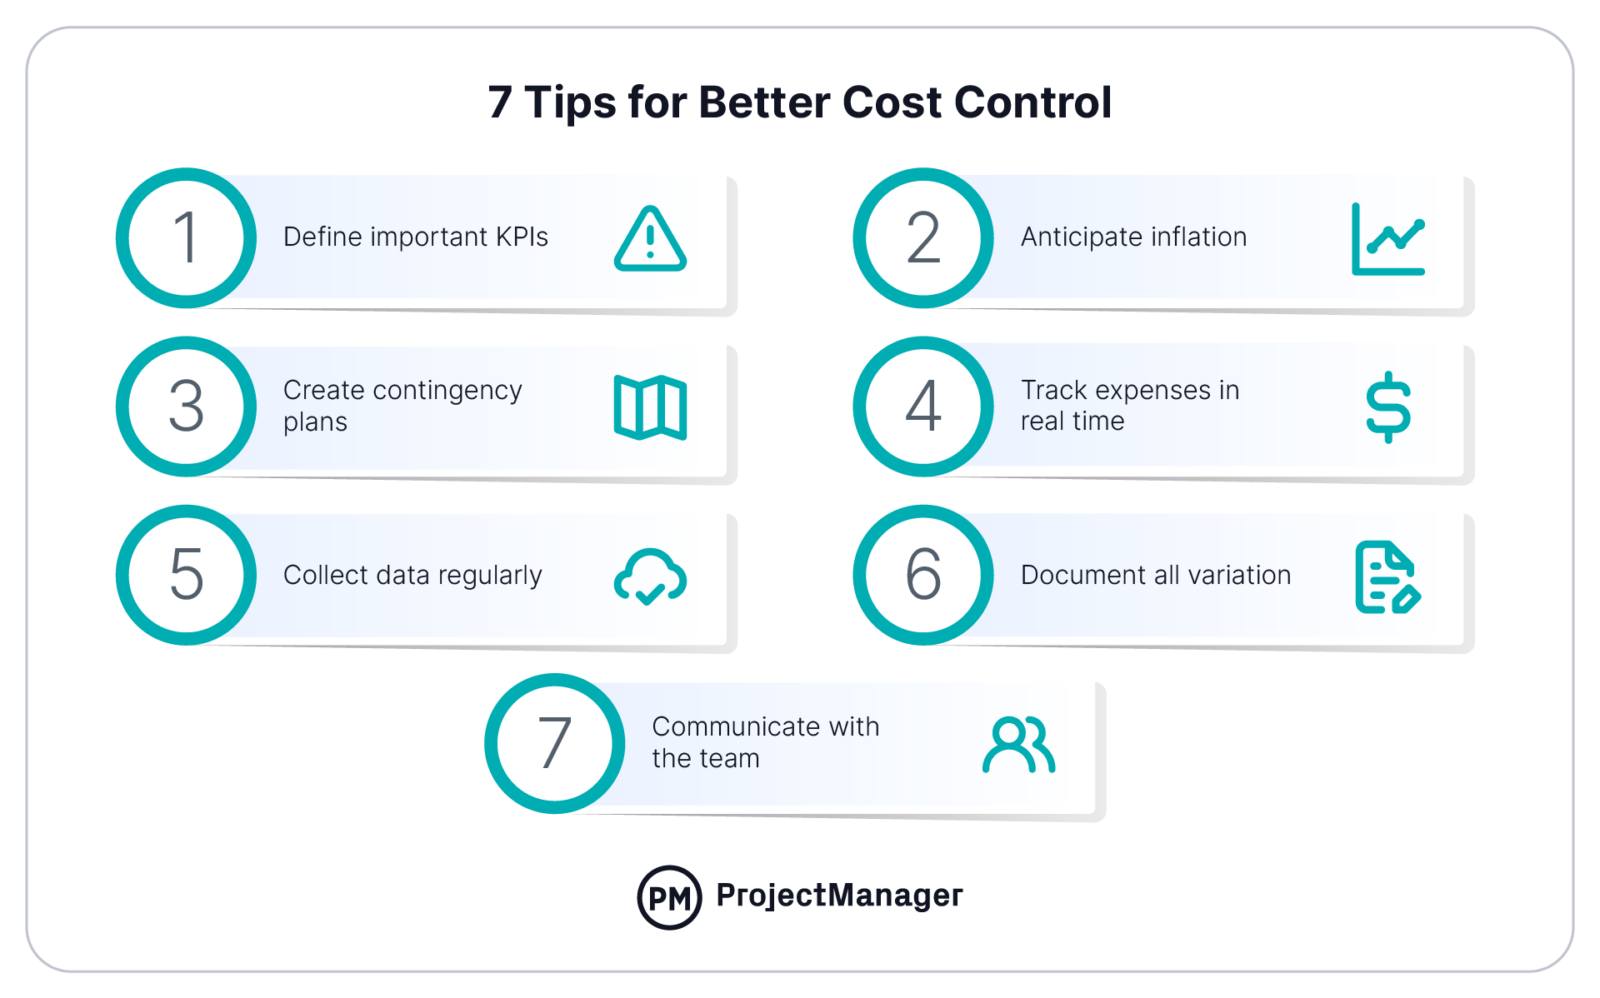 7 Tips for Better Cost Control
1
Define important KPIs
2
Anticipate inflation
3
Create contingency
plans
4
Track expenses in
real time
5
Collect data regularly
6
Document all variation
7
Communicate with
the team
PM ProjectManager